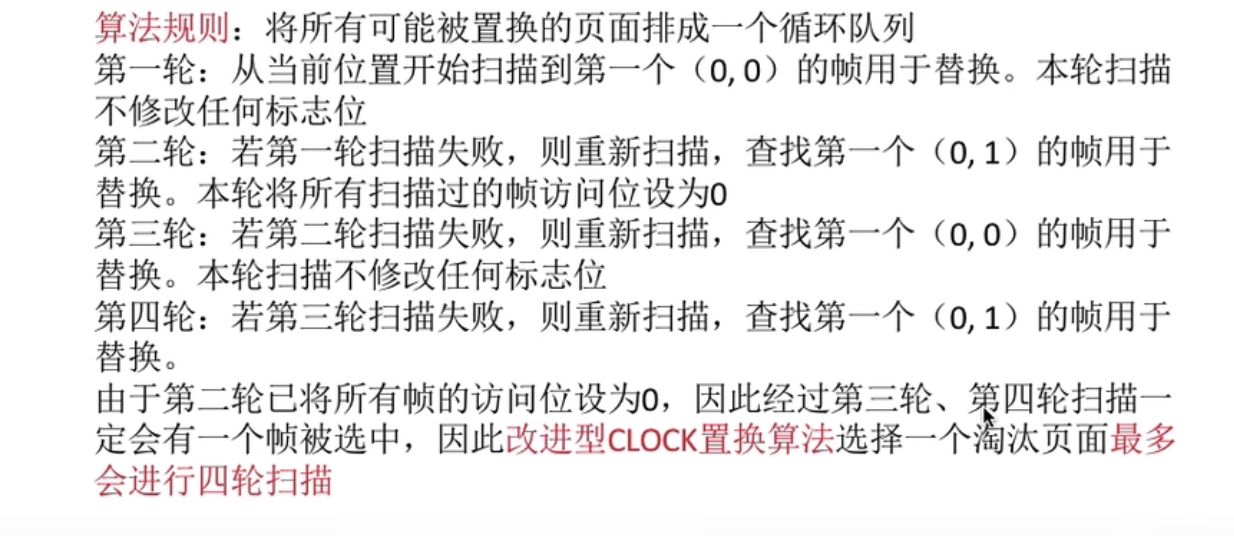 算法规则：将所有可能被置换的页面排成一个循环队列
第一轮：从当前位置开始扫描到第一个（0, 0）的帧用于替换。本轮扫描
不修改任何标志位
第二轮：若第一轮扫描失败，则重新扫描，查找第一个（0, 1）的帧用于
替换。本轮将所有扫描过的帧访问位设为0
第三轮：若第二轮扫描失败，则重新扫描，查找第一个（0, 0）的帧用于
替换。本轮扫描不修改任何标志位
第四轮：若第三轮扫描失败，则重新扫描，查找第一个（0, 1）的帧用于
替换。
由于第二轮已将所有帧的访问位设为0，因此经过第三轮、第四轮扫描一
定会有一个帧被选中，因此改进型CLOCK置换算法选择一个淘汰页面最多
会进行四轮扫描